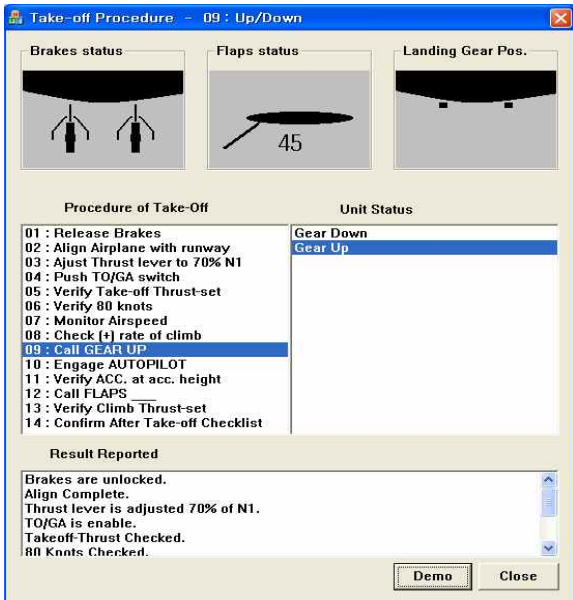 Take-off Procedure - 09 : Up/Down
Brakes status
Flaps status
Landing Gear Pos.
45
Procedure of Take-Off
Unit Status
01 : Release Brakes
02 : Align Airplane with runway
03 : Ajust Thrust lever to 70% N1
04 : Push TO/GA switch
05 : Verify Take-off Thrust-set
06 : Verify 80 knots
07 : Monitor Airspeed
08 : Check (+) rate of climb
09 : Call GEAR UP
10 : Engage AUTOPILOT
11 : Verify ACC. at acc. height
12 : Call FLAPS ___
13 : Verify Climb Thrust-set
14 : Confirm After Take-off Checklist
Gear Down
Gear Up
Result Reported
Brakes are unlocked.
Align Complete.
Thrust lever is adjusted 70% of N1.
TO/GA is enable.
Takeoff-Thrust Checked.
80 Knots Checked.
Demo
Close